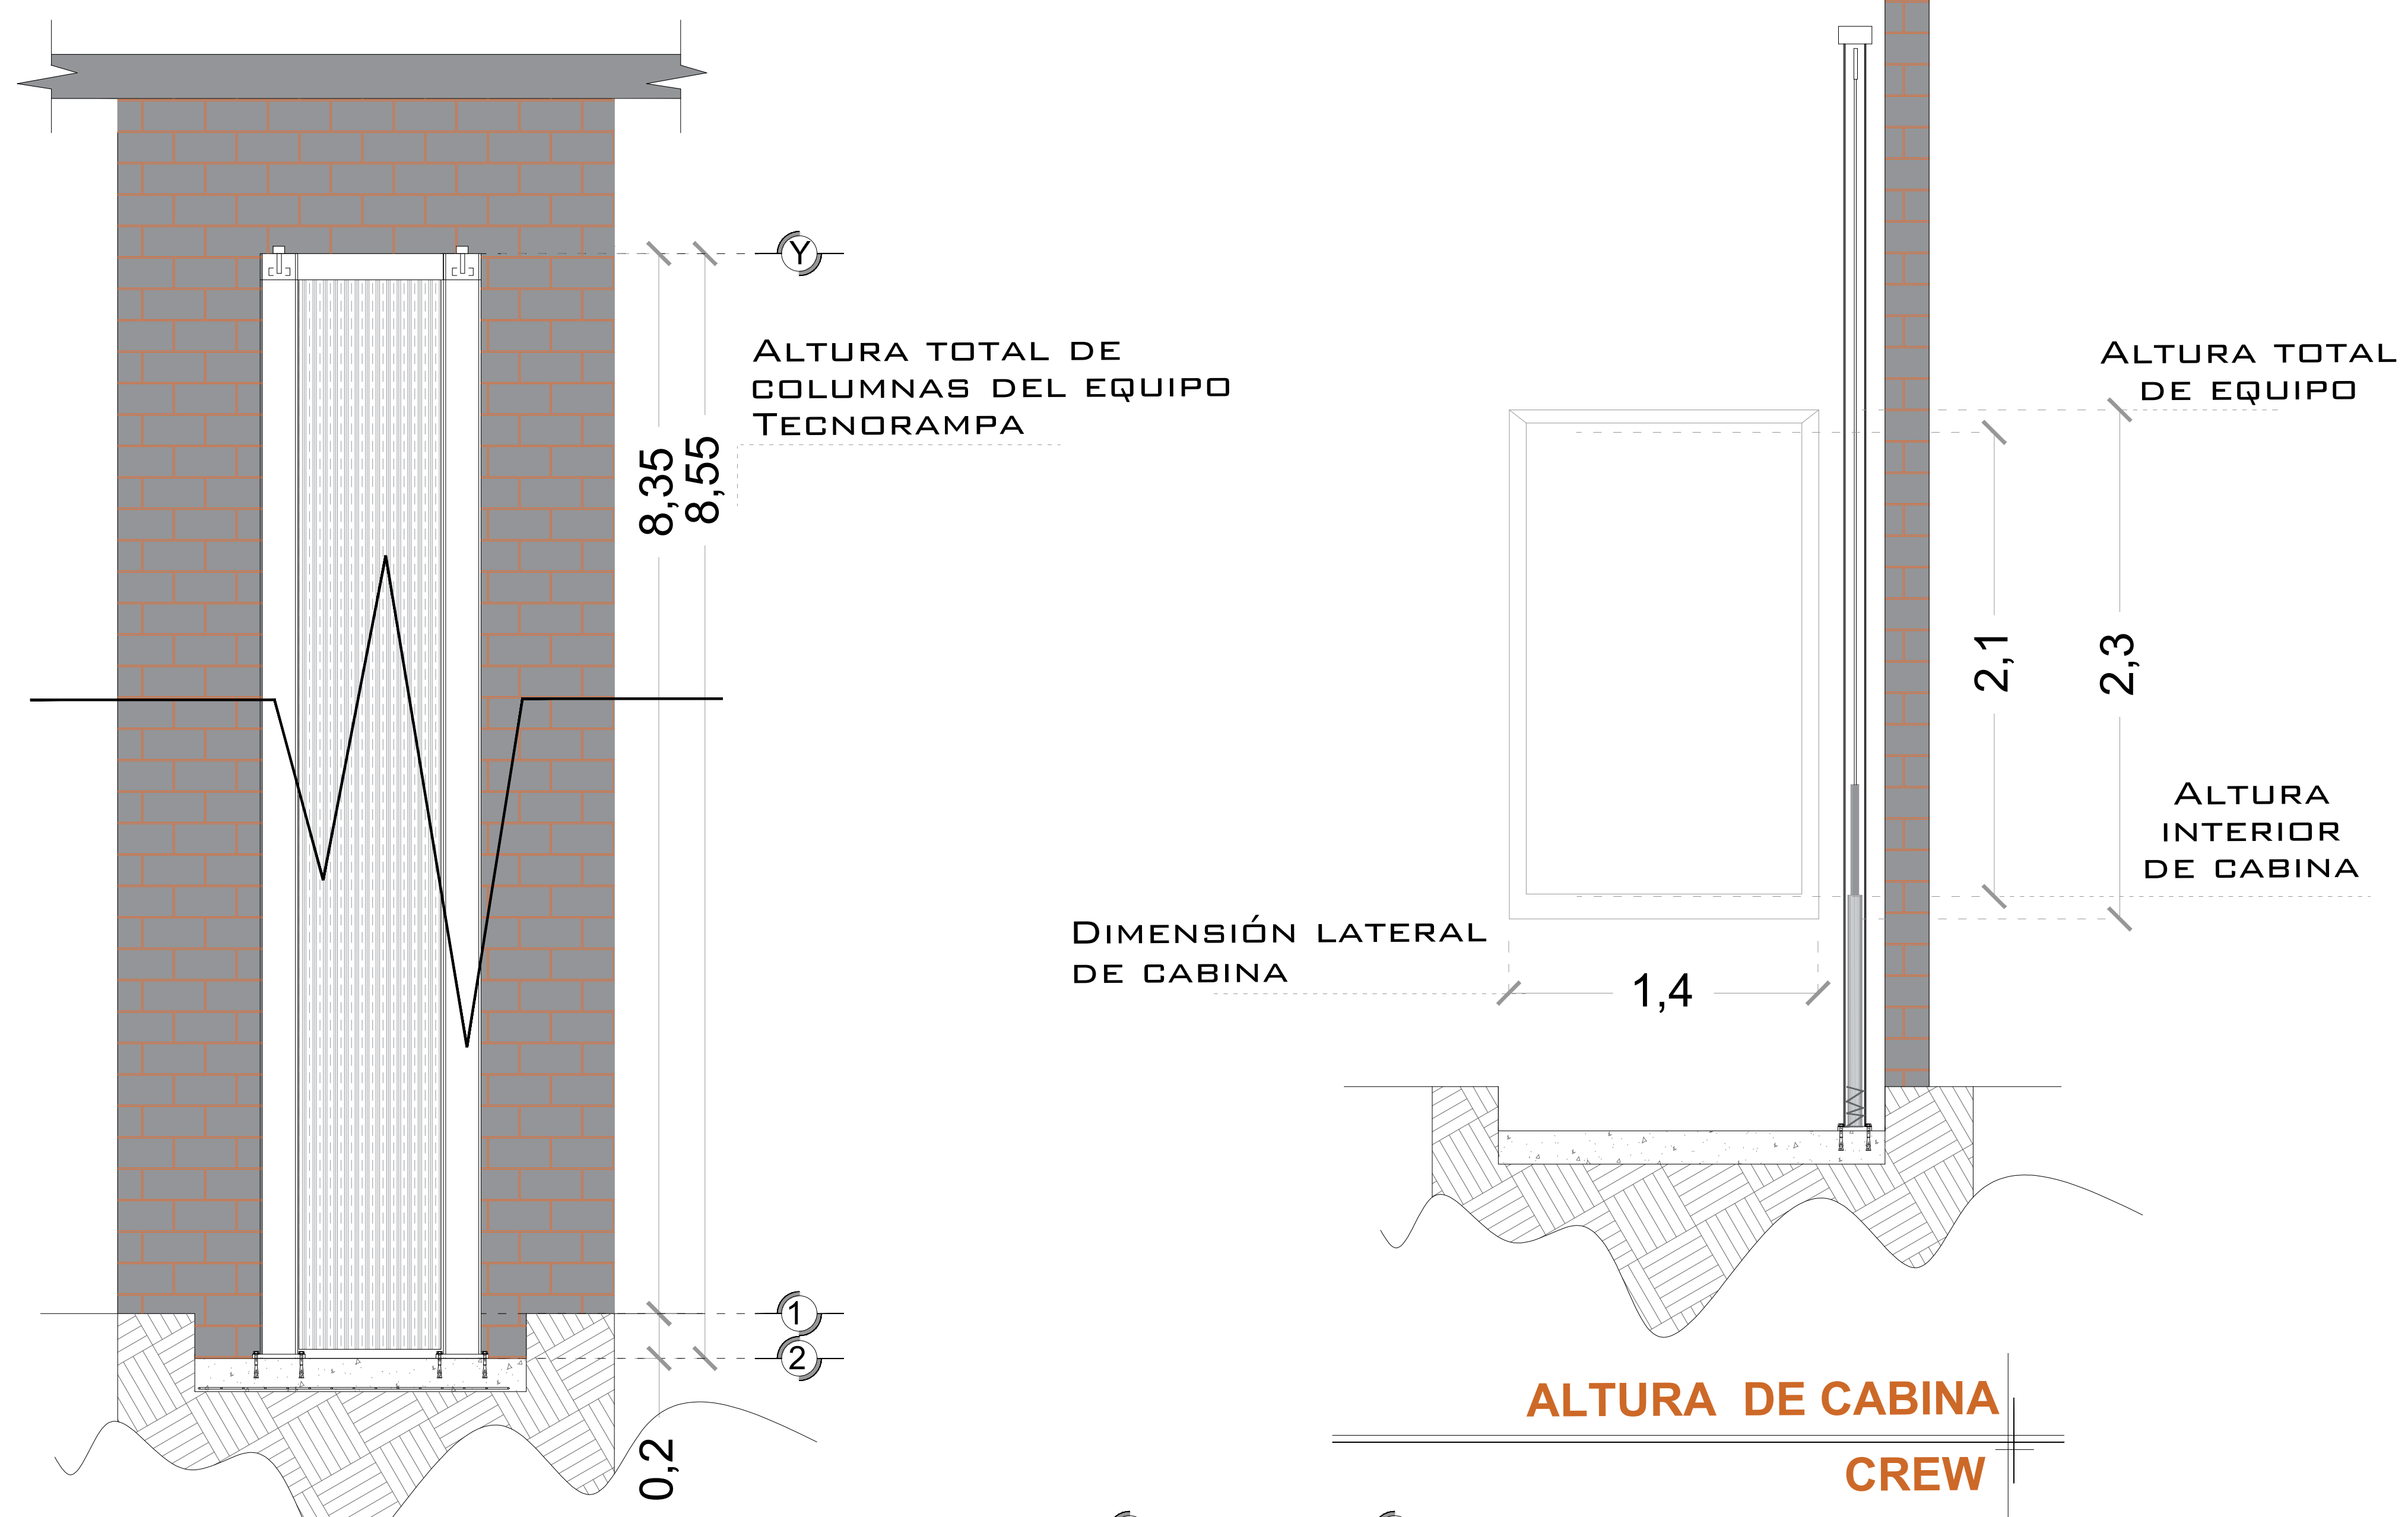 Y
ALTURA TOTAL DE
COLUMNAS DEL EQUIPO
TECNORAMPA
8,35
8,55
1
2
0,2
ALTURA TOTAL
DE EQUIPO
2,1
2,3
ALTURA
INTERIOR
DE CABINA
DIMENSIÓN LATERAL
DE CABINA
1,4
ALTURA DE CABINA
CREW